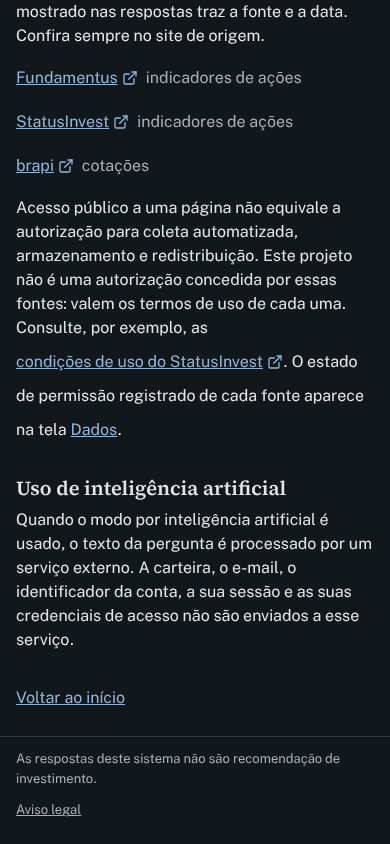 mostrado nas respostas traz a fonte e a data.
Confira sempre no site de origem.
Fundamentus indicadores de ações
StatusInvest indicadores de ações
brapi cotações
Acesso público a uma página não equivale a
autorização para coleta automatizada,
armazenamento e redistribuição. Este projeto
não é uma autorização concedida por essas
fontes: valem os termos de uso de cada uma.
Consulte, por exemplo, as
condições de uso do StatusInvest. O estado
de permissão registrado de cada fonte aparece
na tela Dados.
Uso de inteligência artificial
Quando o modo por inteligência artificial é
usado, o texto da pergunta é processado por um
serviço externo. A carteira, o e-mail, o
identificador da conta, a sua sessão e as suas
credenciais de acesso não são enviados a esse
serviço.
Voltar ao início
As respostas deste sistema não são recomendação de
investimento.
Aviso legal